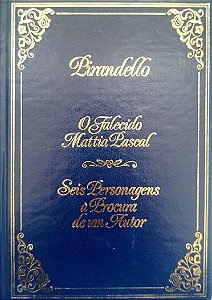 Pirandello
O Falecido
Mattia Pascal
Seis Personagens
à Procura
de um Autor